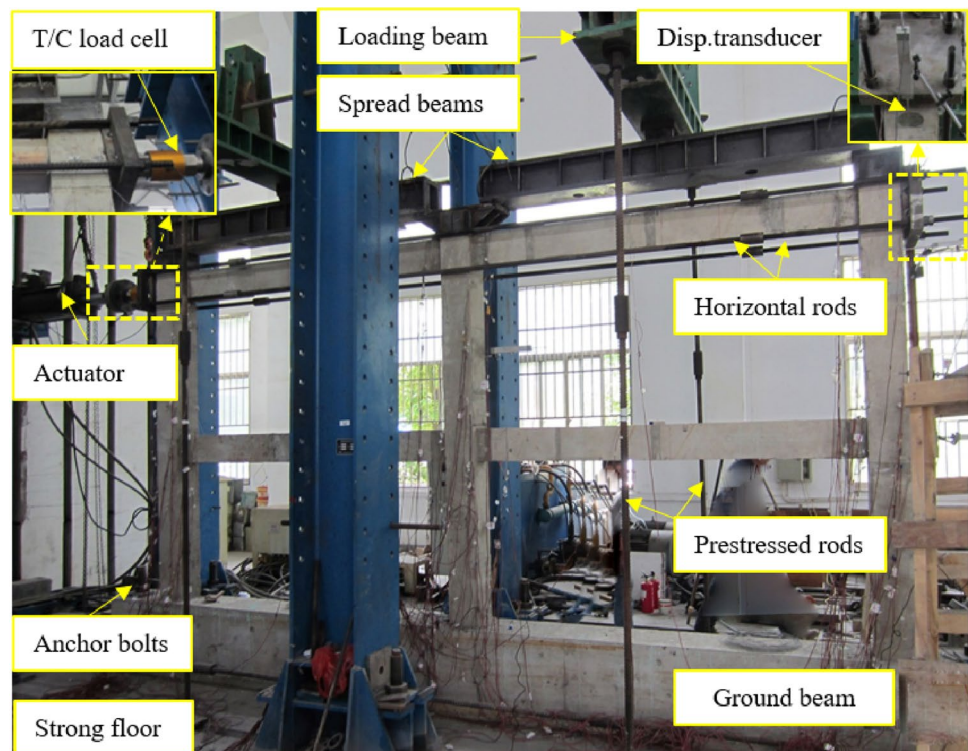 T/C load cell
Loading beam
Disp.transducer
Spread beams
Horizontal rods
Actuator
Prestressed rods
Anchor bolts
Ground beam
Strong floor